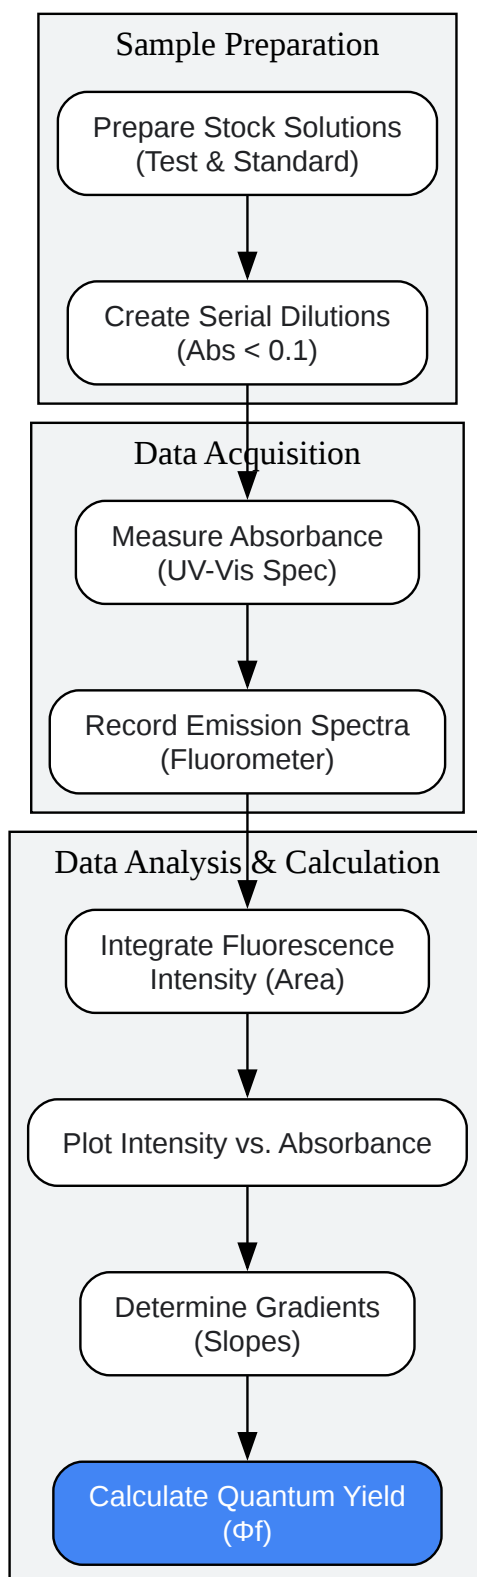 Sample Preparation
Prepare Stock Solutions
(Test & Standard)
Create Serial Dilutions
(Abs < 0.1)
Data Acquisition
Measure Absorbance
(UV-Vis Spec)
Record Emission Spectra
(Fluorometer)
Data Analysis & Calculation
Integrate Fluorescence
Intensity (Area)
Plot Intensity vs. Absorbance
Determine Gradients
(Slopes)
Calculate Quantum Yield
(Φf)